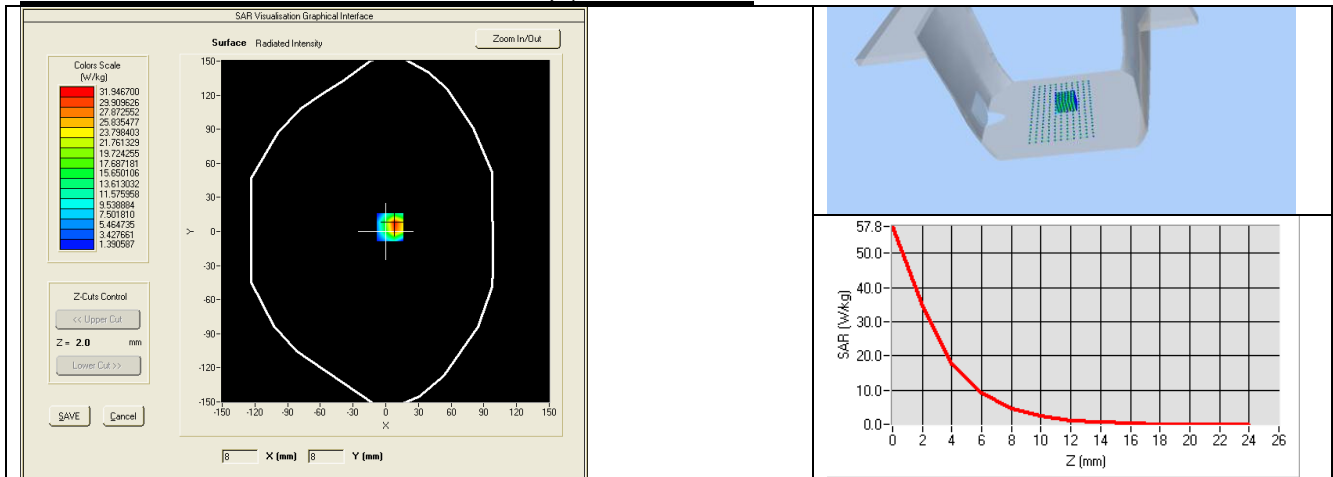 SAR Visualisation Graphical Interface
Surface Radiated Intensity
Zoom In/Out
Colors Scale
(W/kg)
31.946700
29.909626
27.872552
25.835477
23.798403
21.761329
19.724255
17.687181
15.650106
13.613032
11.575958
9.538884
7.501810
5.464735
3.427661
1.390587
Z-Cuts Control
<< Upper Cut
Z = 2.0 mm
Lower Cut >>
SAVE Cancel
150
120
90
60
30
0
-30
-60
-90
-120
-150
Y
-150 -120 -90 -60 -30 0 30 60 90 120 150
X
8 X (mm) 8 Y (mm)
57.8
50.0
40.0
30.0
20.0
10.0
0.0
SAR (W/kg)
0 2 4 6 8 10 12 14 16 18 20 22 24 26
Z (mm)